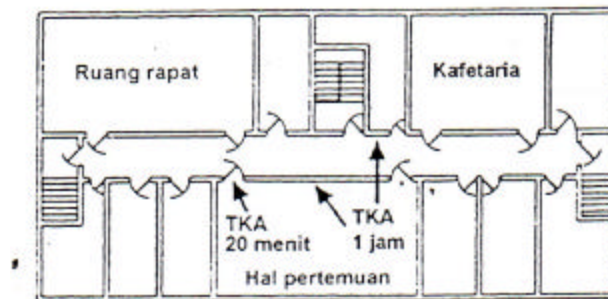 Ruang rapat
Kafetaria
TKA
20 menit
TKA
1 jam
Hal pertemuan